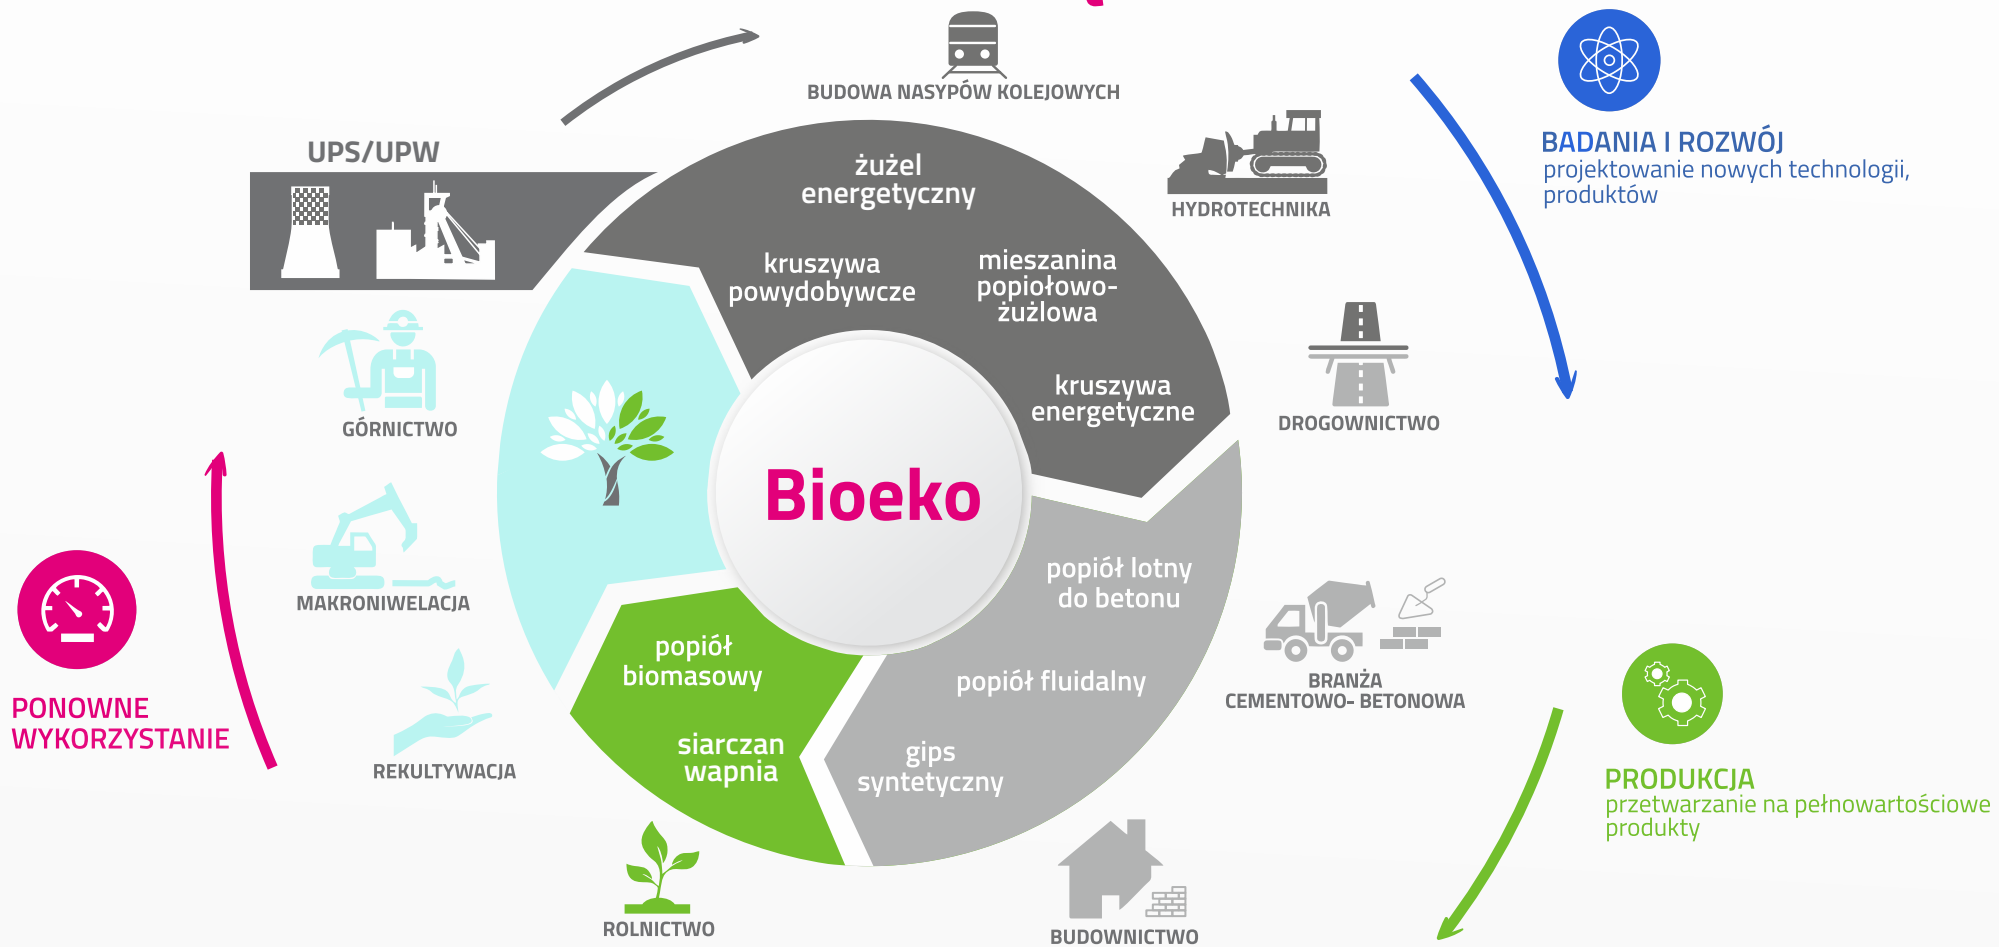 BUDOWA NASYPÓW KOLEJOWYCH
UPS/UPW
HYDROTECHNIKA
BADANIA I ROZWÓJ
projektowanie nowych technologii,
produktów
żużel
energetyczny
kruszywa
powydobywcze
mieszanina
popiołowo-
żużlowa
kruszywa
energetyczne
DROGOWNICTWO
GÓRNICTWO
Bioeko
MAKRONIWELACJA
popiół lotny
do betonu
popiół fluidalny
gips
syntetyczny
BRANŻA
CEMENTOWO- BETONOWA
popiół
biomasowy
siarczan
wapnia
PONOWNE
WYKORZYSTANIE
REKULTYWACJA
PRODUKCJA
przetwarzanie na pełnowartościowe
produkty
ROLNICTWO
BUDOWNICTWO